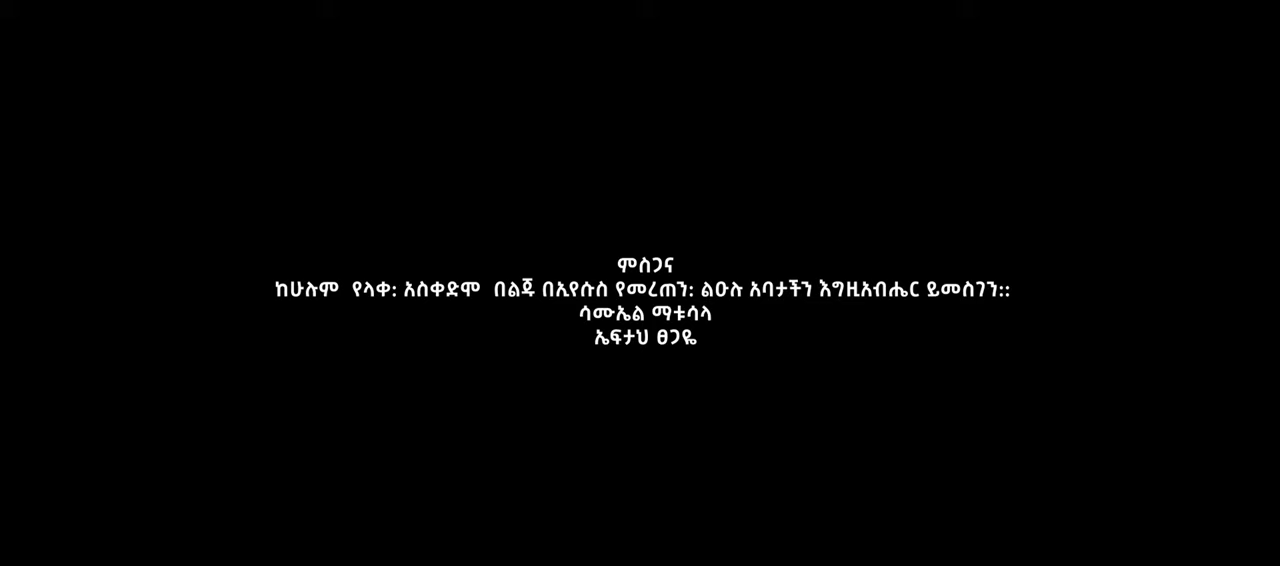 ምስጋና
ከሁሉም የላቀ: አስቀድሞ በልጁ በኢየሱስ የመረጠን: ልዑሉ አባታችን እግዚአብሔር ይመስገን::
ሳሙኤል ማቱሳላ
ኤፍታህ ፀጋዬ